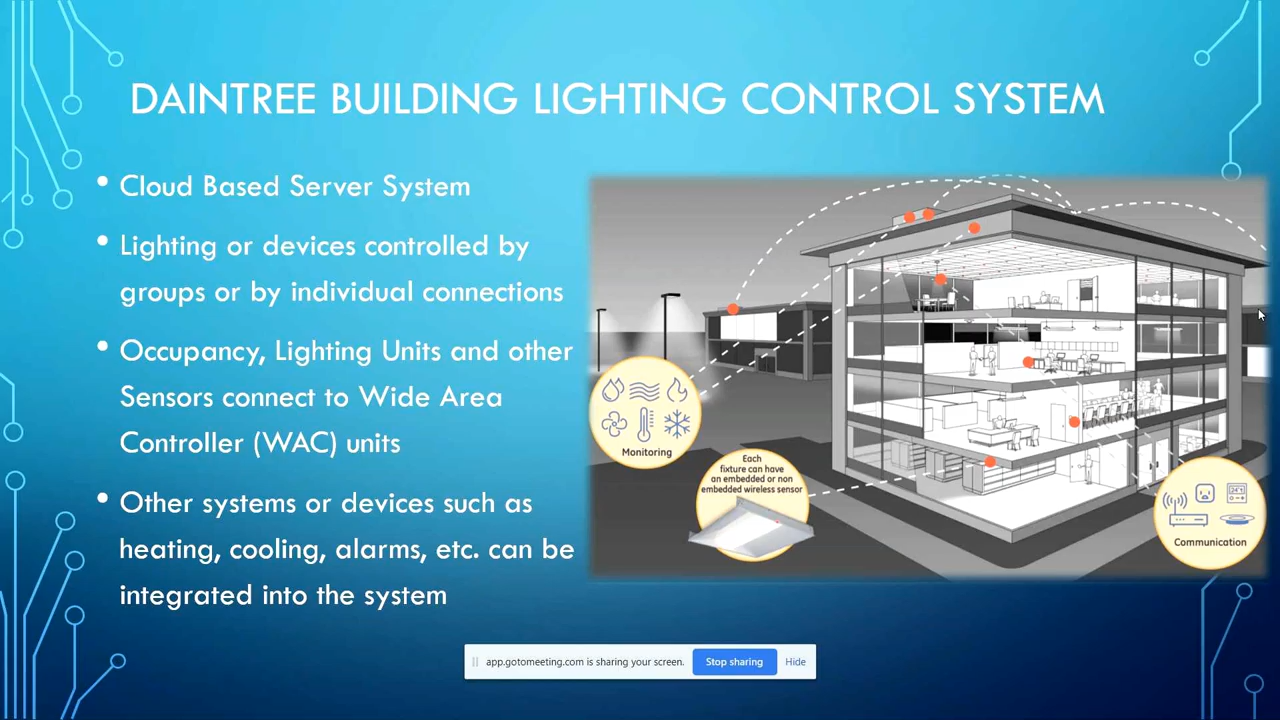 DAINTREE BUILDING LIGHTING CONTROL SYSTEM
• Cloud Based Server System
• Lighting or devices controlled by
groups or by individual connections
• Occupancy, Lighting Units and other
Sensors connect to Wide Area
Controller (WAC) units
• Other systems or devices such as
heating, cooling, alarms, etc. can be
integrated into the system
Monitoring
Each
fixture can have
an embedded or non
embedded wireless sensor
24°c
Communication
app.gotomeeting.com is sharing your screen. Stop sharing Hide